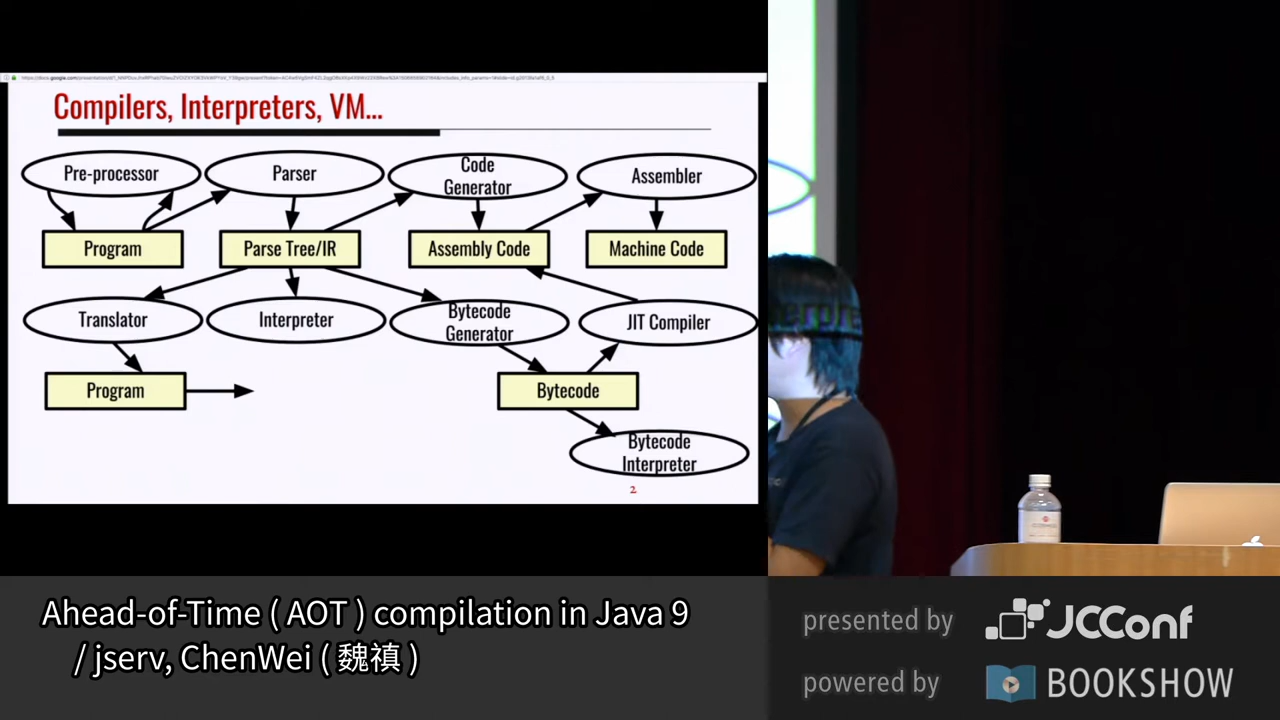 Compilers, Interpreters, VM...
Pre-processor
Parser
Code
Generator
Assembler
Program
Parse Tree/IR
Assembly Code
Machine Code
Translator
Interpreter
Bytecode
Generator
JIT Compiler
Program
Bytecode
Bytecode
Interpreter
2
Ahead-of-Time ( AOT ) compilation in Java 9
/ jserv, ChenWei ( 魏禛 )
presented by
JCConf
powered by
BOOKSHOW